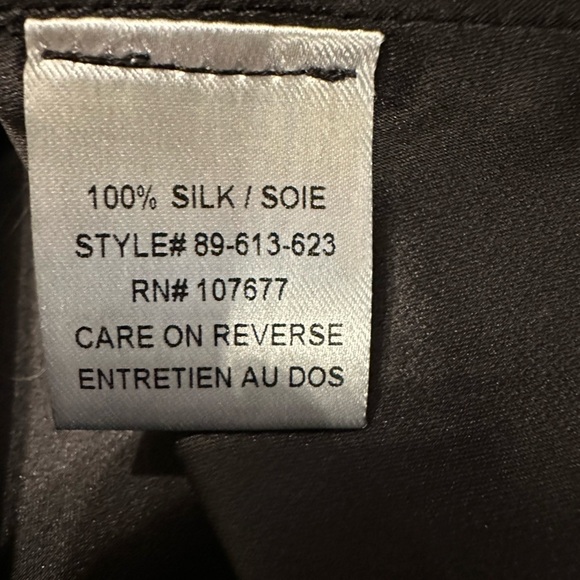 100% SILK / SOIE
STYLE# 89-613-623
RN# 107677
CARE ON REVERSE
ENTRETIEN AU DOS